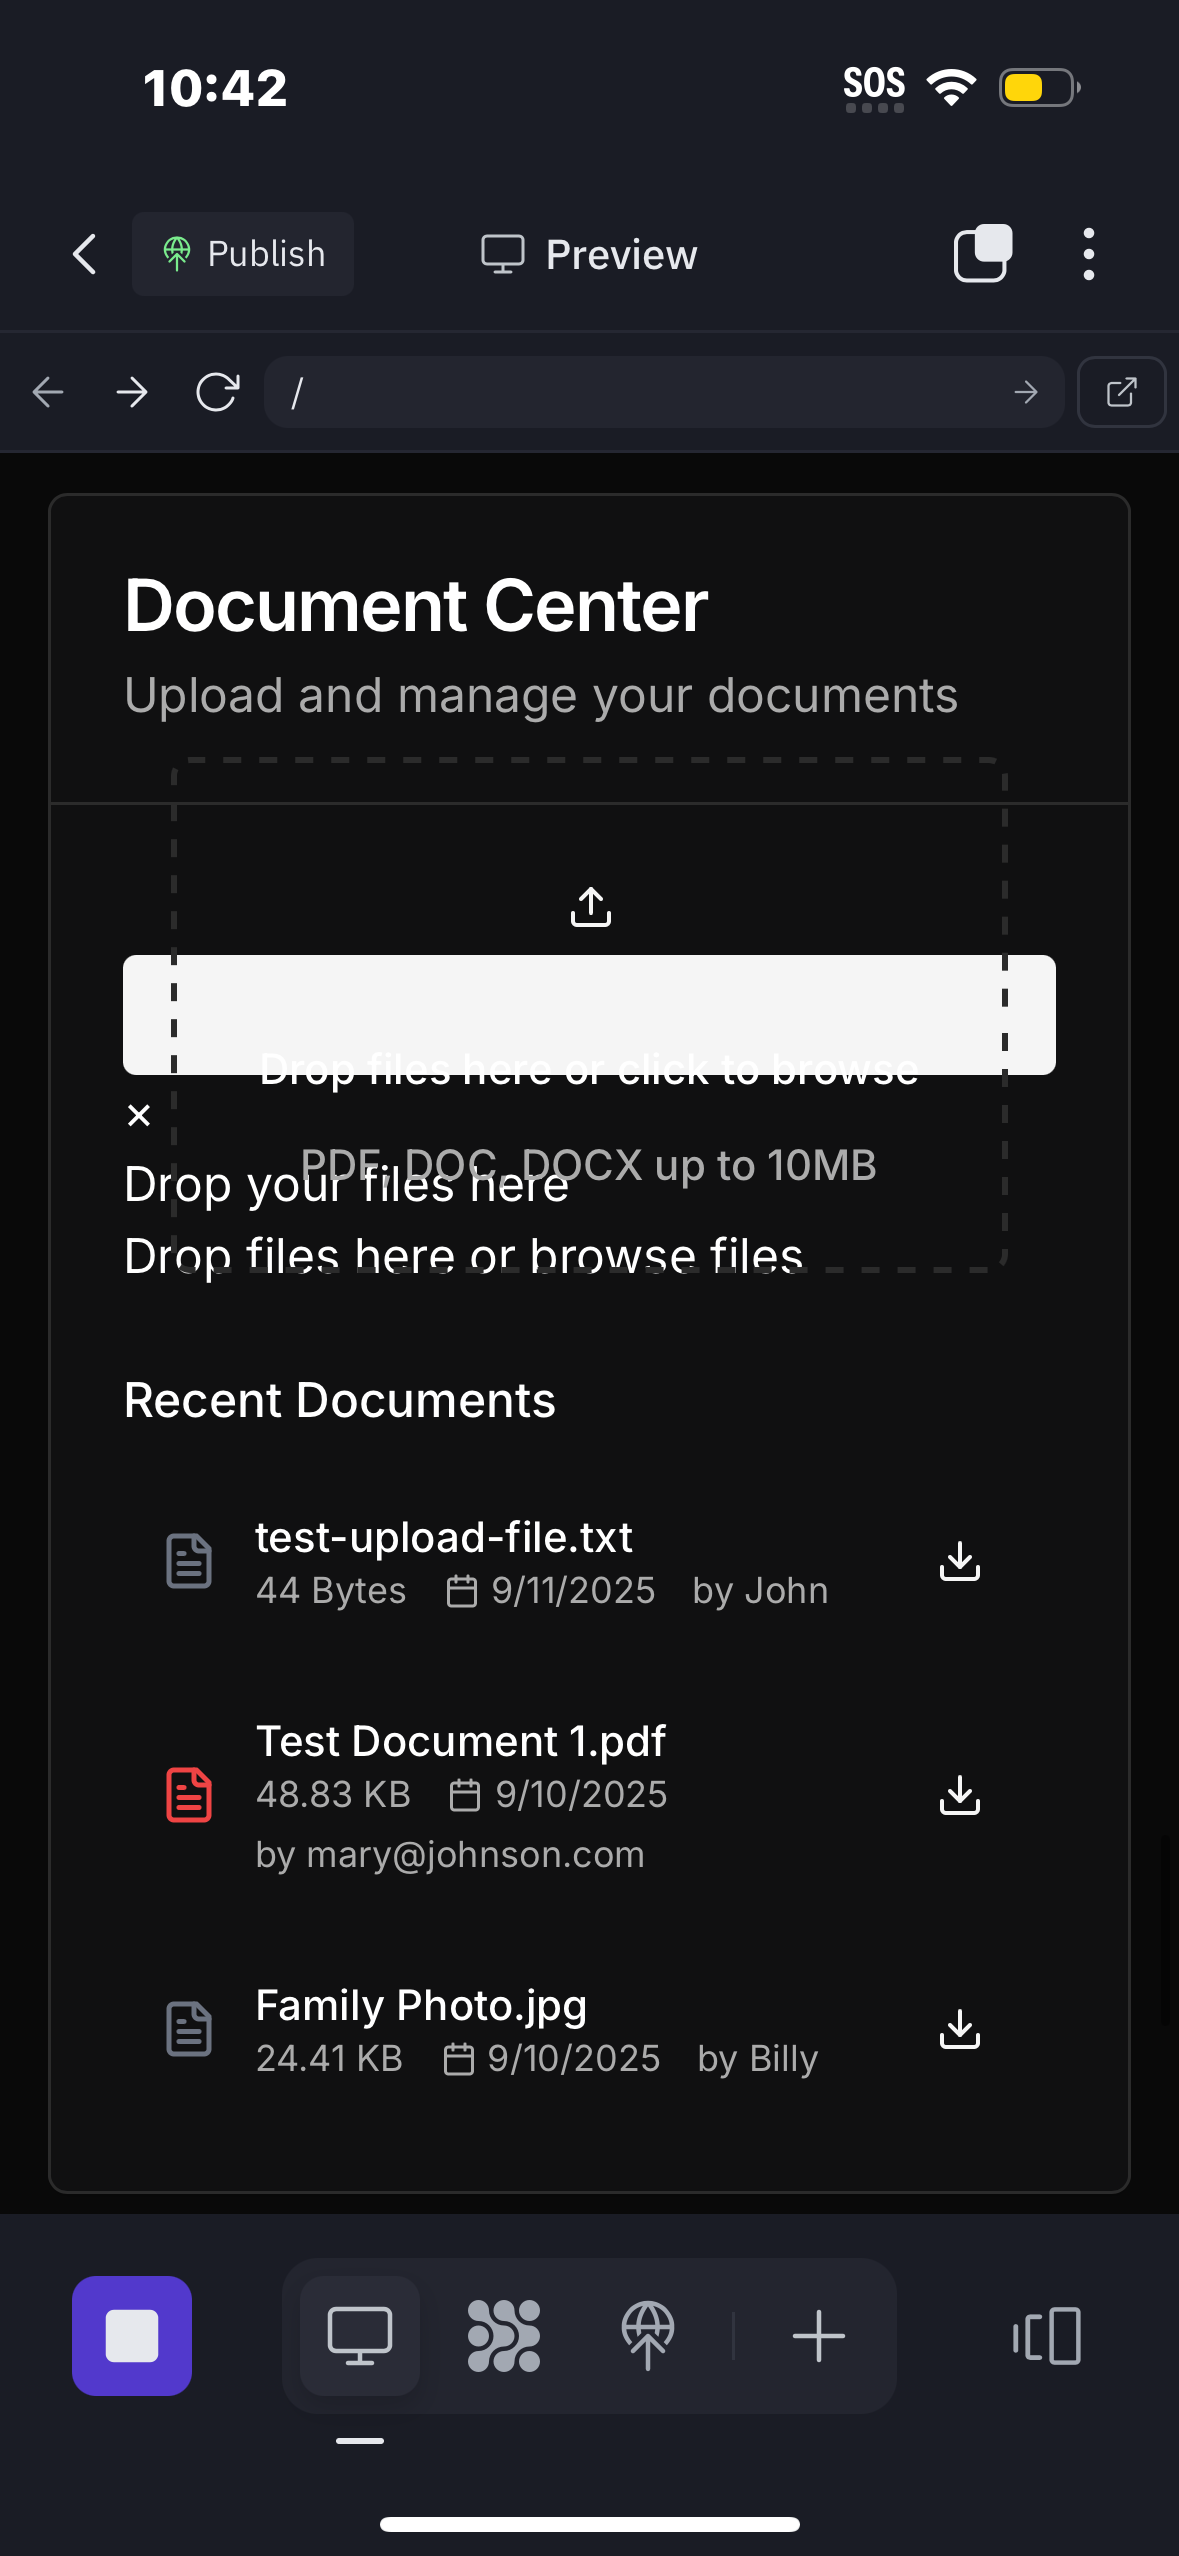 10:42
SOS
Publish
Preview
/
Document Center
Upload and manage your documents
Drop files here or click to browse
PDF, DOC, DOCX up to 10MB
Drop your files here
Drop files here or browse files
Recent Documents
test-upload-file.txt
44 Bytes 9/11/2025 by John
Test Document 1.pdf
48.83 KB 9/10/2025
by mary@johnson.com
Family Photo.jpg
24.41 KB 9/10/2025 by Billy